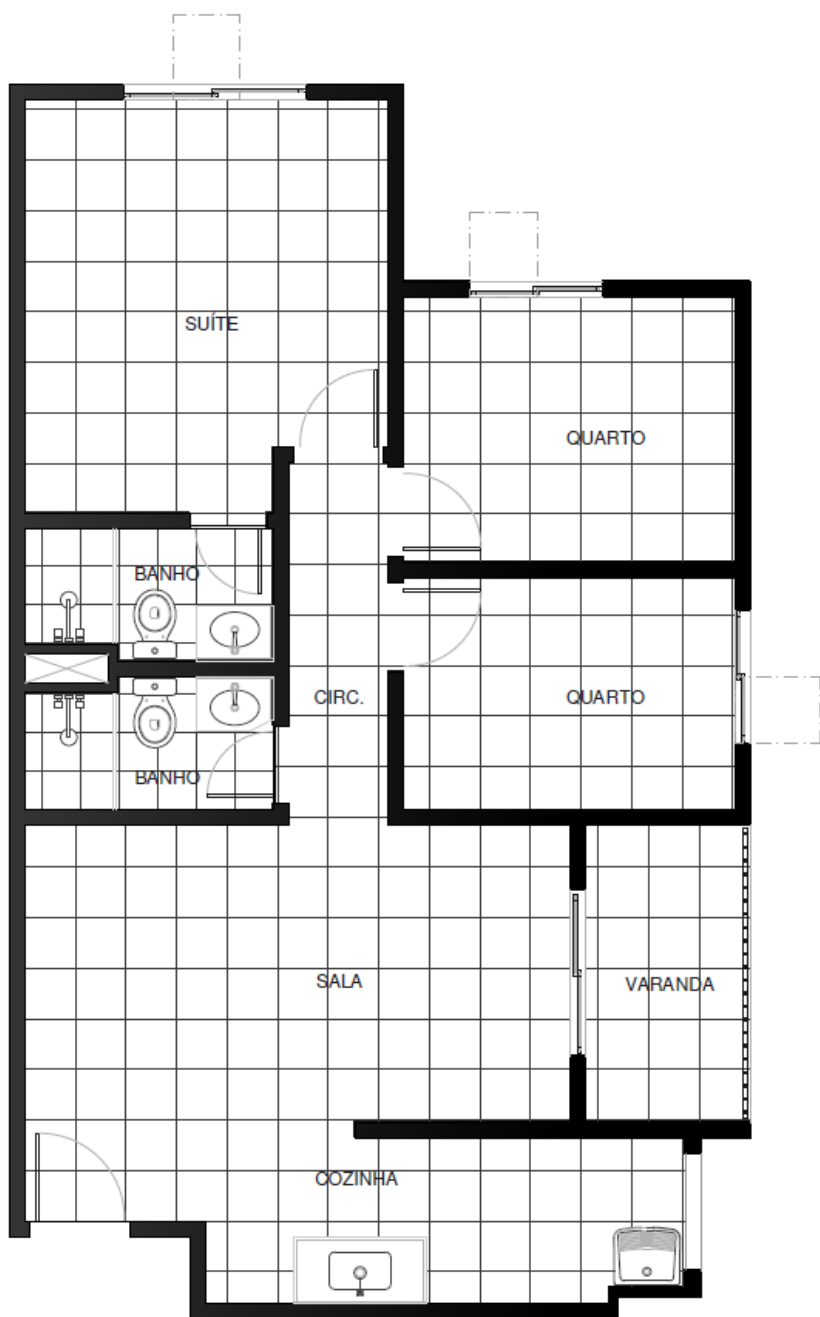 SUÍTE
QUARTO
BANHO
CIRC.
QUARTO
BANHO
SALA
VARANDA
COZINHA